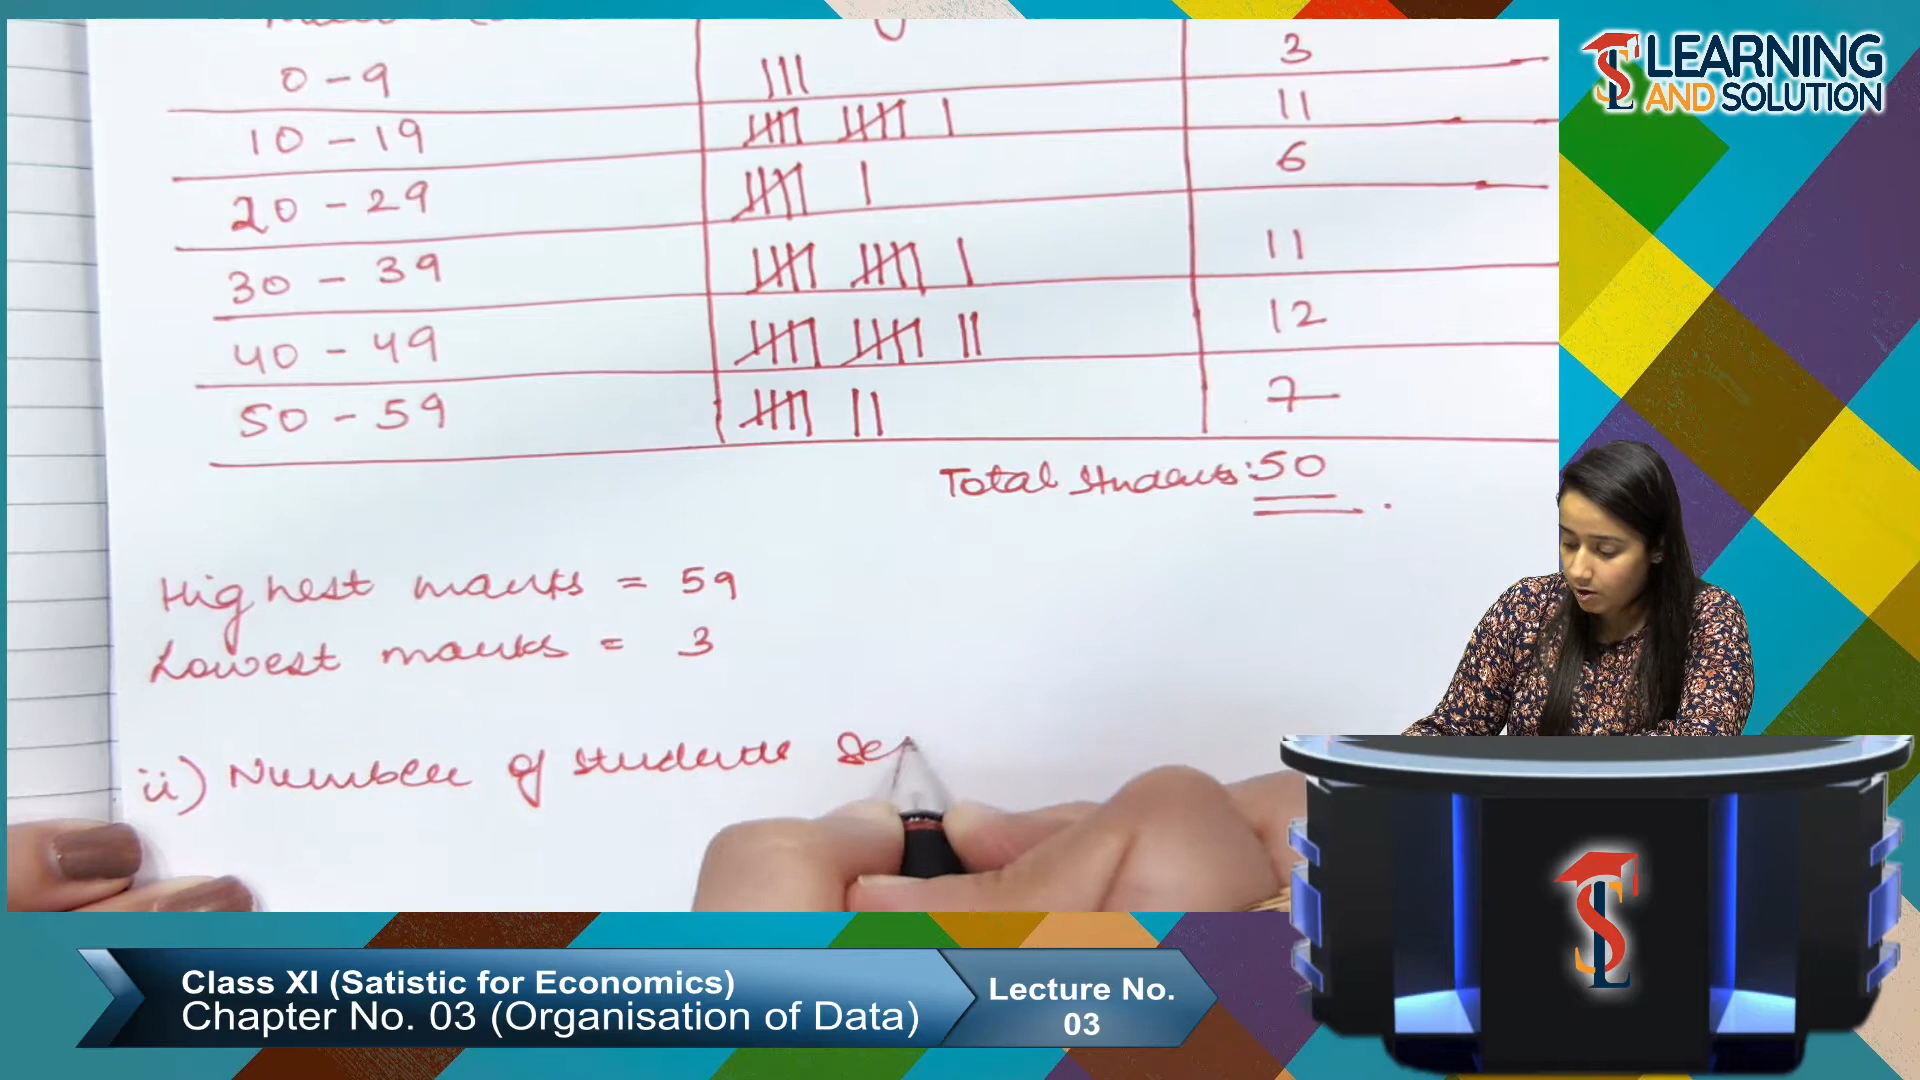 LEARNING
AND SOLUTION
0 - 9 3
10 - 19 11
20 - 29 6
30 - 39 11
40 - 49 12
50 - 59 7
Total students: 50
Highest marks = 59
Lowest marks = 3
ii) Number of students
Class XI (Satistic for Economics)
Chapter No. 03 (Organisation of Data)
Lecture No.
03